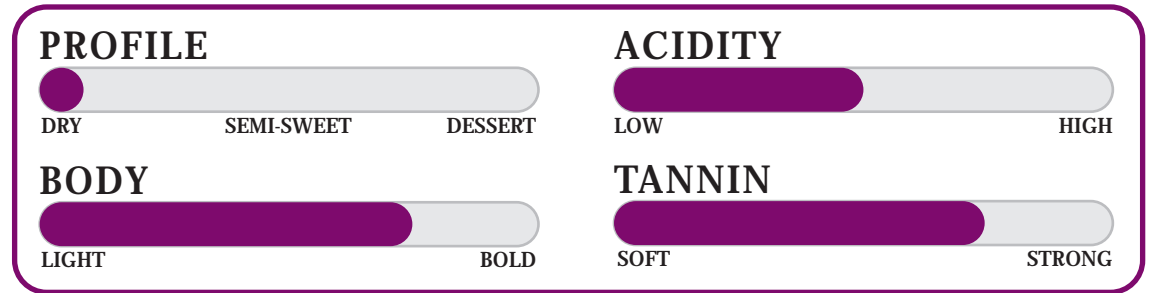 PROFILE
DRY SEMI-SWEET DESSERT
ACIDITY
LOW HIGH
BODY
LIGHT BOLD
TANNIN
SOFT STRONG